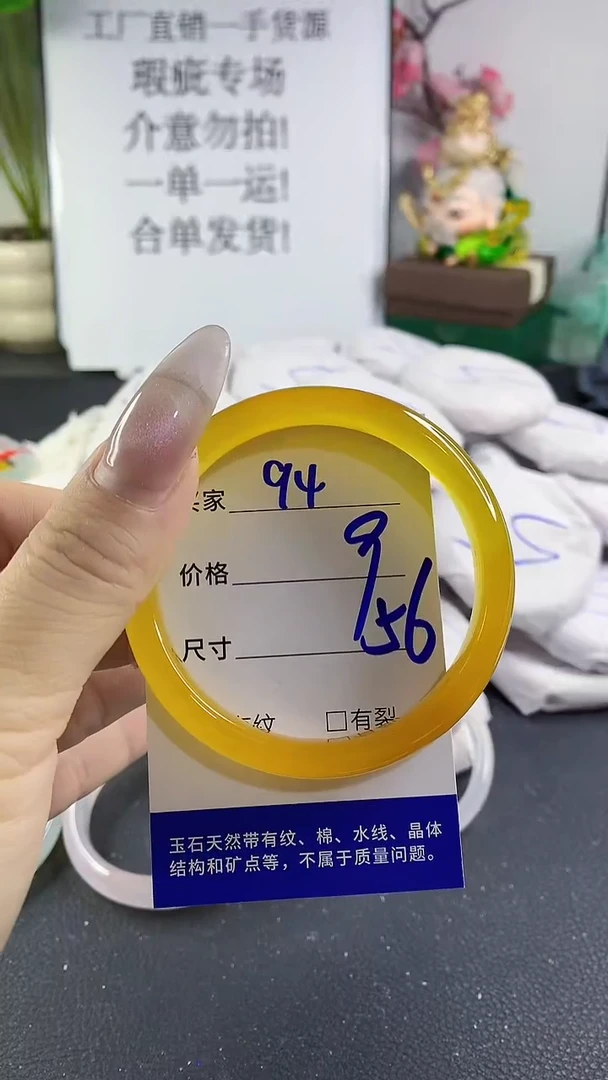 工厂直销一手货源
瑕疵专场
介意勿拍!
一单一运!
合单发货!
家 94
价格 9
尺寸 56
纹 □有裂
玉石天然带有纹、棉、水线、晶体
结构和矿点等，不属于质量问题。